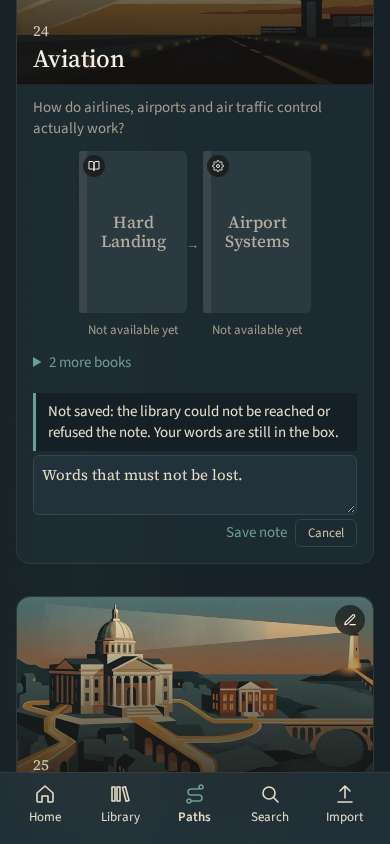 24
Aviation
How do airlines, airports and air traffic control
actually work?
Hard
Landing
→
Airport
Systems
Not available yet
Not available yet
▶ 2 more books
Not saved: the library could not be reached or
refused the note. Your words are still in the box.
Words that must not be lost.
Save note
Cancel
25
Home
Library
Paths
Search
Import